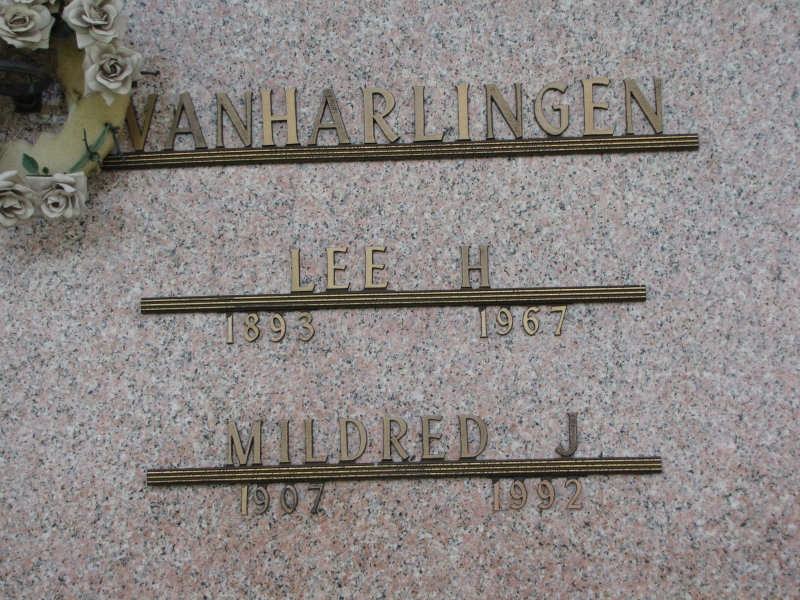 VANHARLINGEN
LEE H
1893 1967
MILDRED J
1907 1992